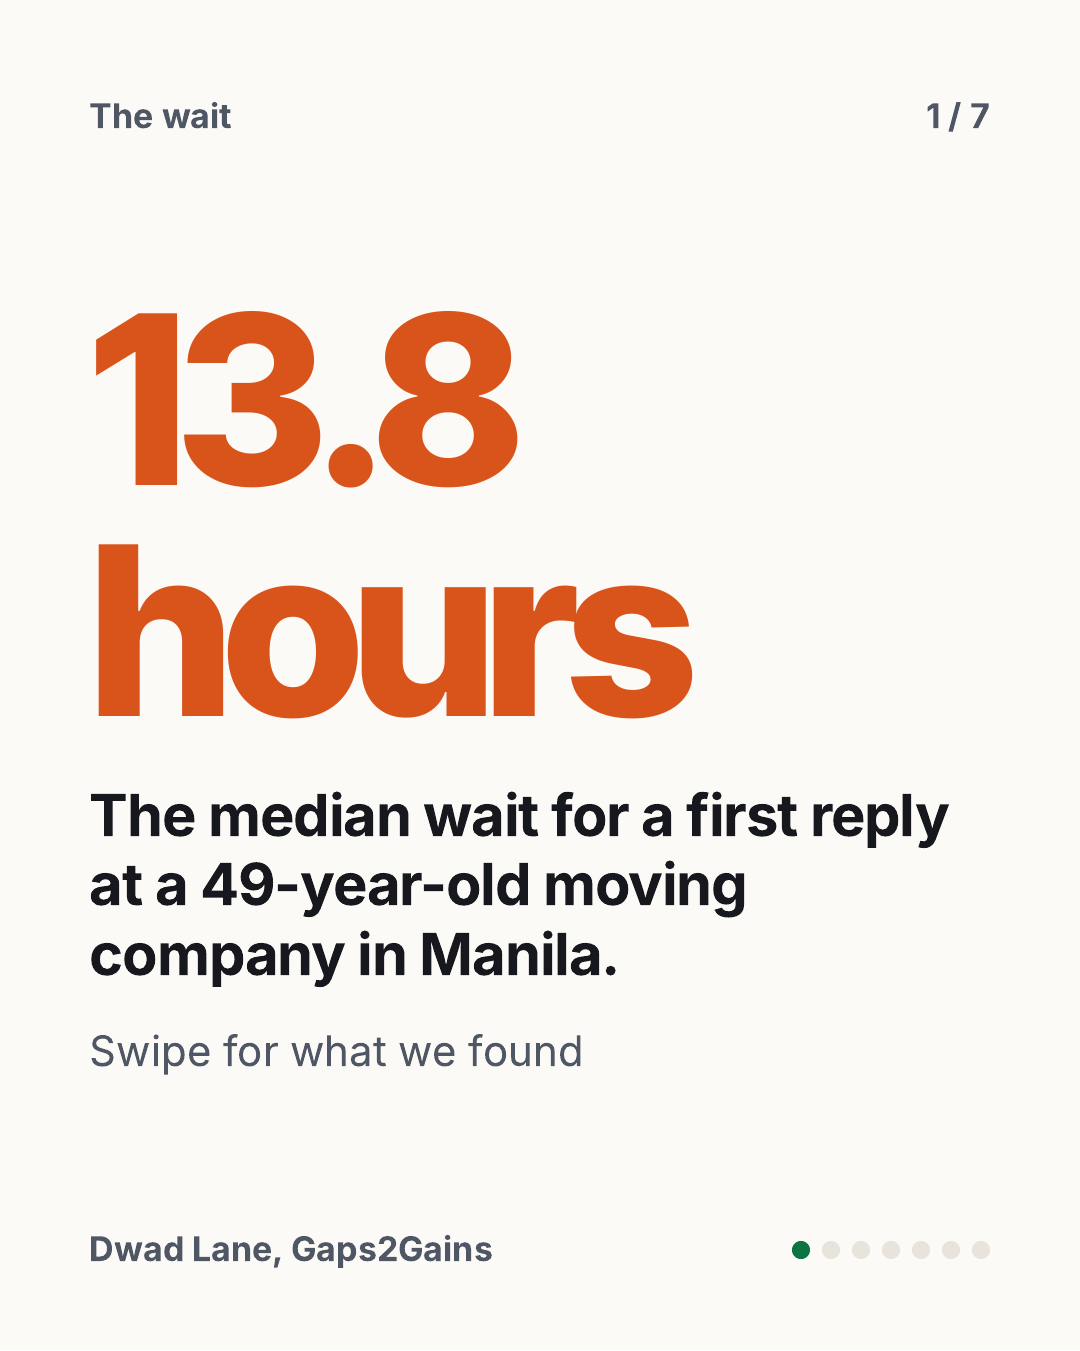 The wait
1 / 7
13.8
hours
The median wait for a first reply
at a 49-year-old moving
company in Manila.
Swipe for what we found
Dwad Lane, Gaps2Gains